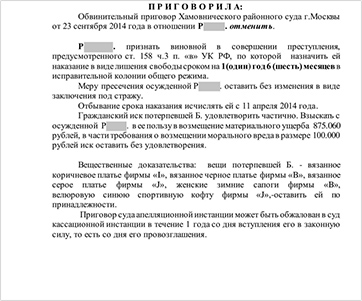 П Р И Г О В О Р И Л А:
Обвинительный приговор Хамовнического районного суда г.Москвы
от 23 сентября 2014 года в отношении Р отменить.
Р , признать виновной в совершении преступления,
предусмотренного ст. 158 ч.3 п. «в» УК РФ, по которой назначить ей
наказание в виде лишения свободы сроком на 1(один) год 6 (шесть) месяцев в
исправительной колонии общего режима.
Меру пресечения осужденной Р , оставить без изменения в виде
заключения под стражу.
Отбывание срока наказания исчислять ей с 11 апреля 2014 года.
Гражданский иск потерпевшей Б. удовлетворить частично. Взыскать с
осужденной Р . в ее пользу в возмещение материального ущерба 875.060
рублей, в части требования о возмещении морального вреда в размере 100.000
рублей иск оставить без удовлетворения.
Вещественные доказательства: вещи потерпевшей Б. - вязанное
коричневое платье фирмы «I», вязанное черное платье фирмы «B», вязанное
серое платье фирмы «J», женские зимние сапоги фирмы «B»,
велюровую синюю спортивную кофту фирмы «J»,-оставить ей по
принадлежности.
Приговор суда апелляционной инстанции может быть обжалован в суд
кассационной инстанции в течение 1 года со дня вступления его в законную
силу, то есть со дня его провозглашения.